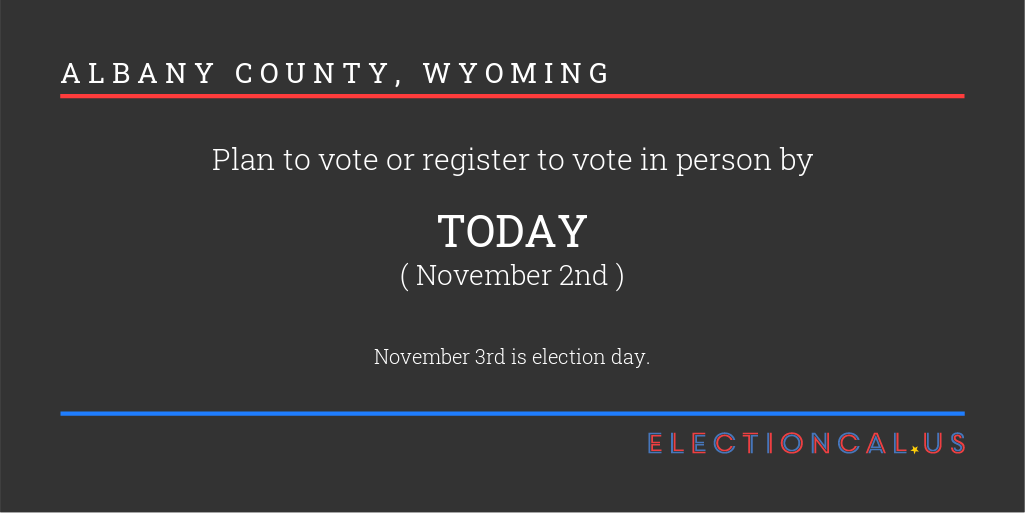 ALBANY COUNTY, WYOMING
Plan to vote or register to vote in person by
TODAY
( November 2nd )
November 3rd is election day.
ELECTIONCAL.US